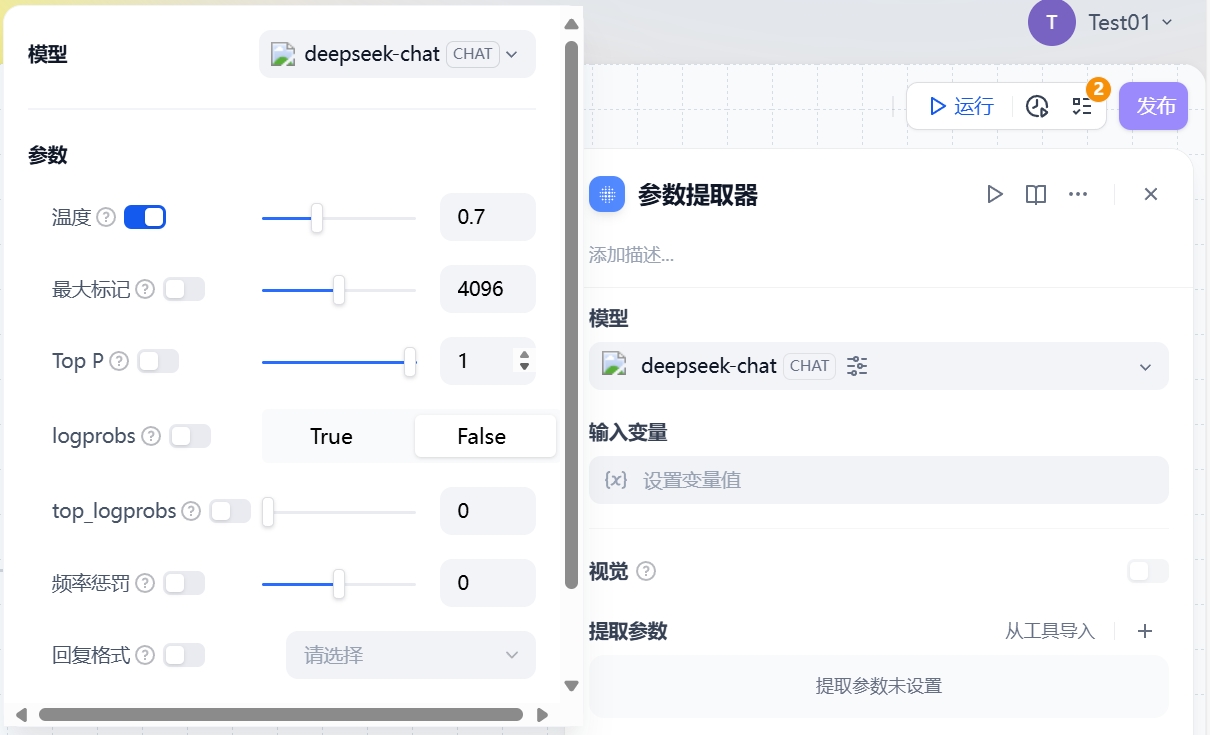 模型
deepseek-chat CHAT
参数
温度 0.7
最大标记 4096
Top P 1
logprobs True False
top_logprobs 0
频率惩罚 0
回复格式 请选择
T Test01
运行 2 发布
参数提取器
添加描述...
模型
deepseek-chat CHAT
输入变量
{x} 设置变量值
视觉
提取参数 从工具导入
提取参数未设置